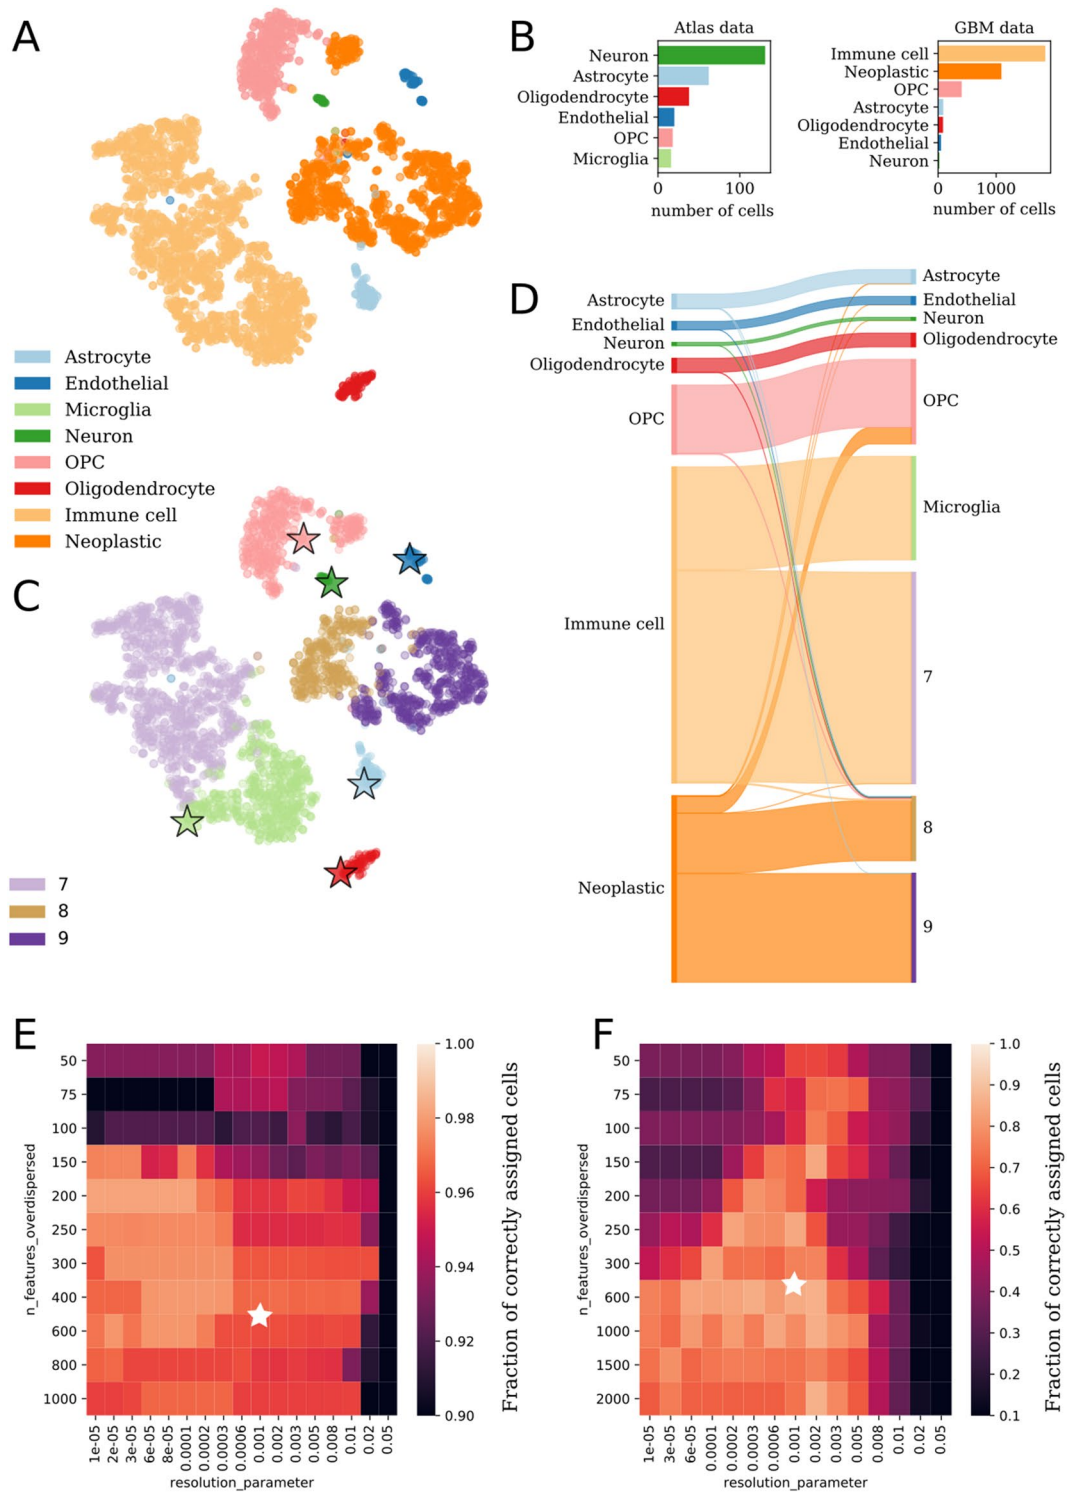 A
Astrocyte
Endothelial
Microglia
Neuron
OPC
Oligodendrocyte
Immune cell
Neoplastic
B
Atlas data
Neuron
Astrocyte
Oligodendrocyte
Endothelial
OPC
Microglia
0 100
number of cells
GBM data
Immune cell
Neoplastic
OPC
Astrocyte
Oligodendrocyte
Endothelial
Neuron
0 1000
number of cells
C
7
8
9
D
Astrocyte
Endothelial
Neuron
Oligodendrocyte
OPC
Immune cell
Neoplastic
Astrocyte
Endothelial
Neuron
Oligodendrocyte
OPC
Microglia
7
8
9
E
n_features_overdispersed
50
75
100
150
200
250
300
400
600
800
1000
1e-05 2e-05 3e-05 6e-05 8e-05 0.0001 0.0002 0.0003 0.0006 0.001 0.002 0.003 0.005 0.008 0.01 0.02 0.05
resolution_parameter
1.00
0.98
0.96
0.94
0.92
0.90
Fraction of correctly assigned cells
F
n_features_overdispersed
50
75
100
150
200
250
300
600
1000
1500
2000
1e-05 3e-05 6e-05 0.0001 0.0002 0.0003 0.0006 0.001 0.002 0.003 0.005 0.008 0.01 0.02 0.05
resolution_parameter
1.0
0.9
0.8
0.7
0.6
0.5
0.4
0.3
0.2
0.1
Fraction of correctly assigned cells